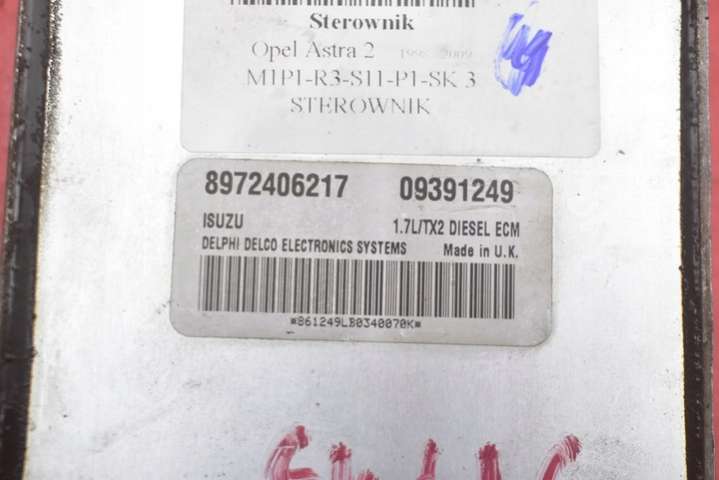 Sterownik
Opel Astra 2 1998 2009
M1P1-R3-S11-P1-SK 3
STEROWNIK
8972406217 09391249
ISUZU 1.7L/TX2 DIESEL ECM
DELPHI DELCO ELECTRONICS SYSTEMS Made in U.K.
*861249LB0340070K*